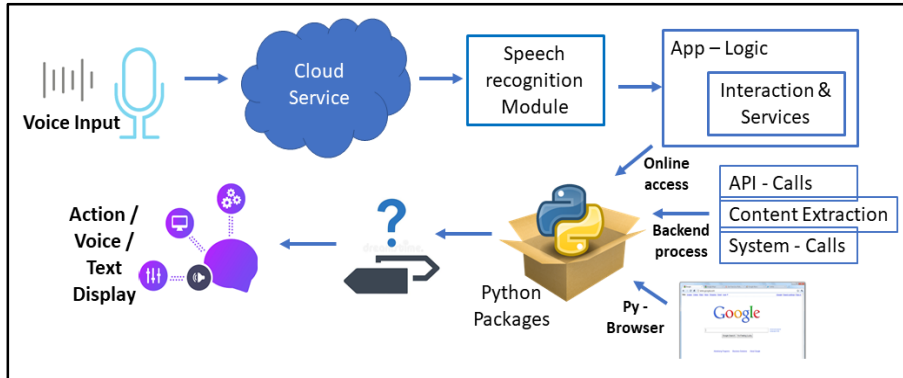 Voice Input
Cloud
Service
Speech
recognition
Module
App – Logic
Interaction &
Services
Online
access
API - Calls
Content Extraction
System - Calls
Backend
process
Python
Packages
Py -
Browser
Google
?
Action /
Voice /
Text
Display